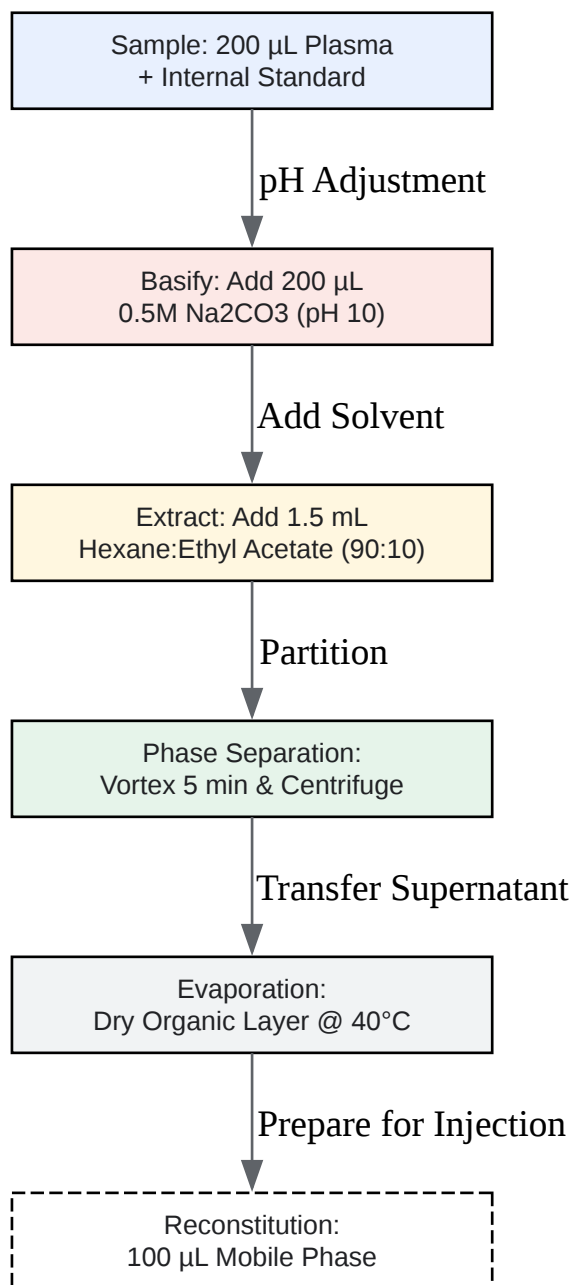 Sample: 200 µL Plasma
+ Internal Standard
pH Adjustment
Basify: Add 200 µL
0.5M Na2CO3 (pH 10)
Add Solvent
Extract: Add 1.5 mL
Hexane:Ethyl Acetate (90:10)
Partition
Phase Separation:
Vortex 5 min & Centrifuge
Transfer Supernatant
Evaporation:
Dry Organic Layer @ 40°C
Prepare for Injection
Reconstitution:
100 µL Mobile Phase